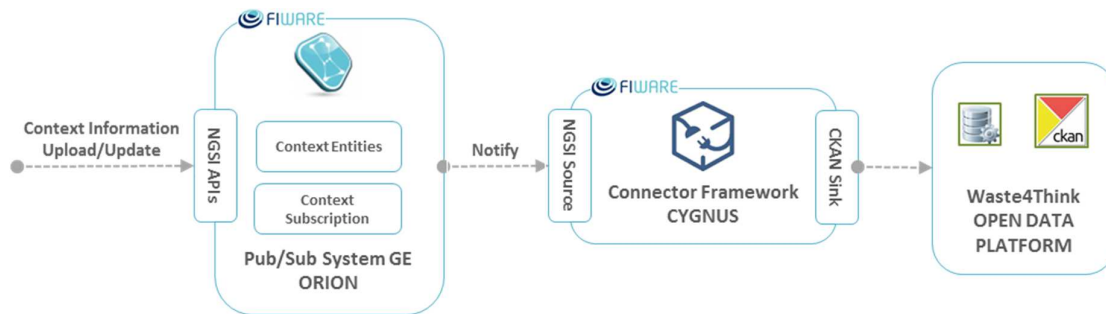 FIWARE
Context Information
Upload/Update
NGSI APIs
Context Entities
Context
Subscription
Pub/Sub System GE
ORION
Notify
FIWARE
NGSI Source
Connector Framework
CYGNUS
CKAN Sink
ckan
Waste4Think
OPEN DATA
PLATFORM